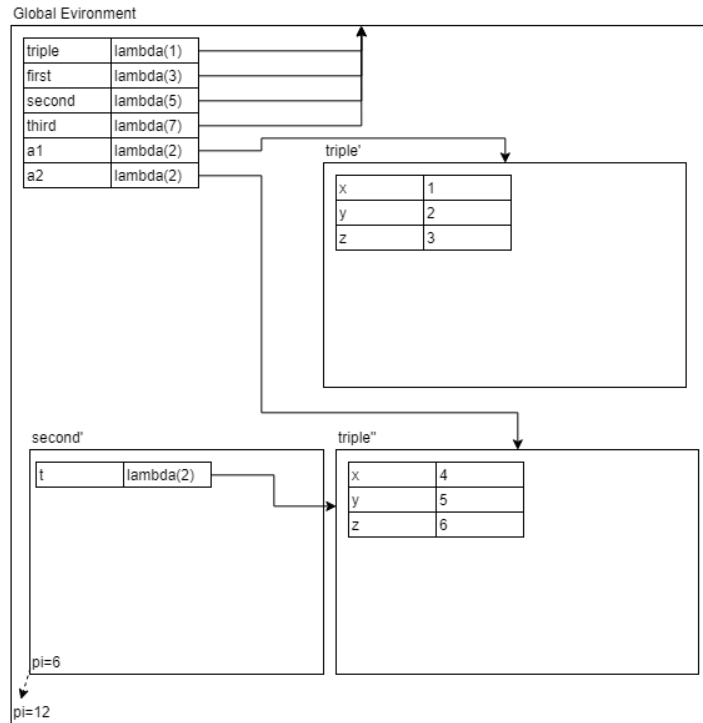 Global Evironment
triple lambda(1)
first lambda(3)
second lambda(5)
third lambda(7)
a1 lambda(2)
a2 lambda(2)
triple'
x 1
y 2
z 3
second'
t lambda(2)
pi=6
triple"
x 4
y 5
z 6
pi=12